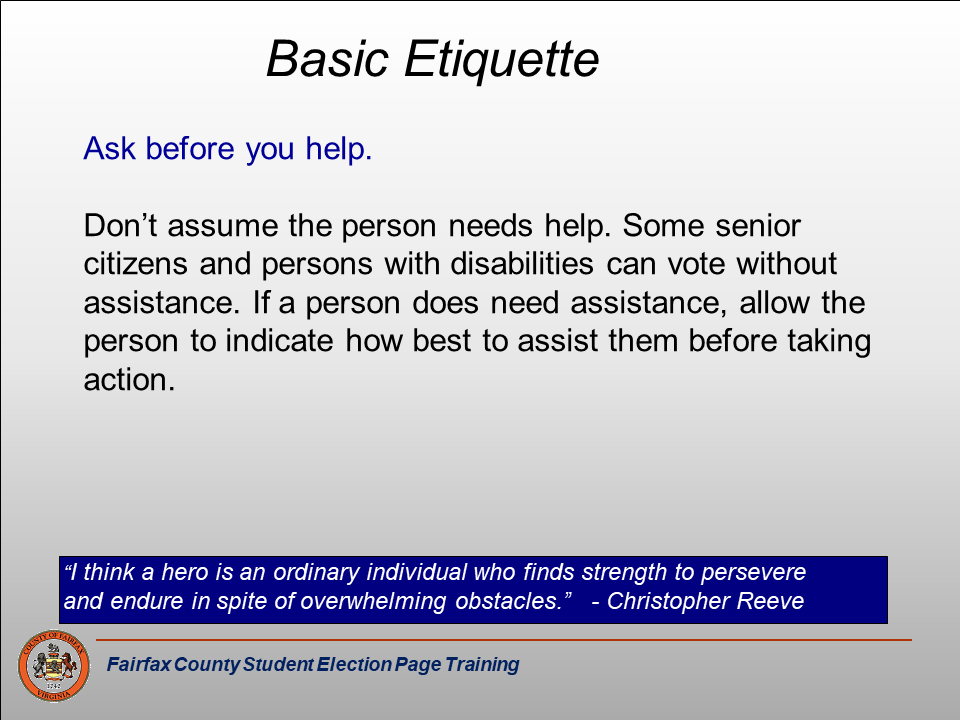 Basic Etiquette
Ask before you help.
Don’t assume the person needs help. Some senior
citizens and persons with disabilities can vote without
assistance. If a person does need assistance, allow the
person to indicate how best to assist them before taking
action.
“I think a hero is an ordinary individual who finds strength to persevere
and endure in spite of overwhelming obstacles.” - Christopher Reeve
COUNTY OF FAIRFAX
1742
VIRGINIA
Fairfax County Student Election Page Training